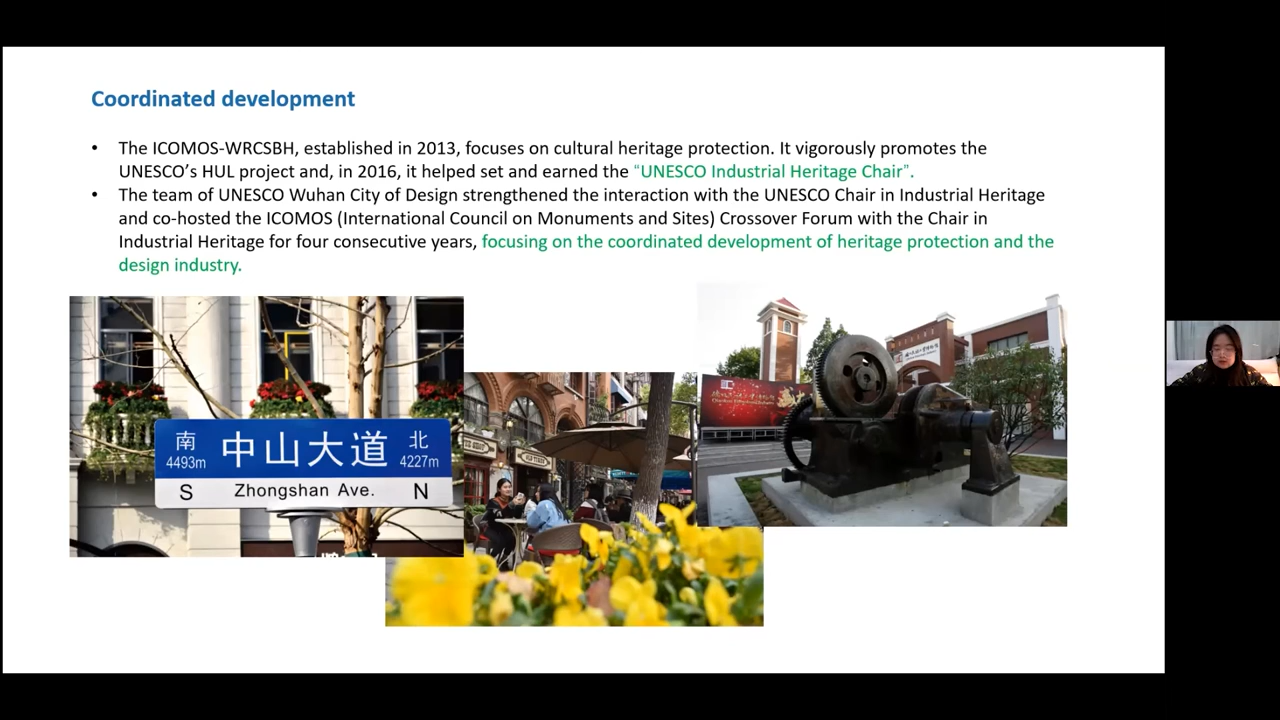 Coordinated development
• The ICOMOS-WRCSBH, established in 2013, focuses on cultural heritage protection. It vigorously promotes the
UNESCO’s HUL project and, in 2016, it helped set and earned the “UNESCO Industrial Heritage Chair”.
• The team of UNESCO Wuhan City of Design strengthened the interaction with the UNESCO Chair in Industrial Heritage
and co-hosted the ICOMOS (International Council on Monuments and Sites) Crossover Forum with the Chair in
Industrial Heritage for four consecutive years, focusing on the coordinated development of heritage protection and the
design industry.
南 中山大道 北
4493m 4227m
S Zhongshan Ave. N